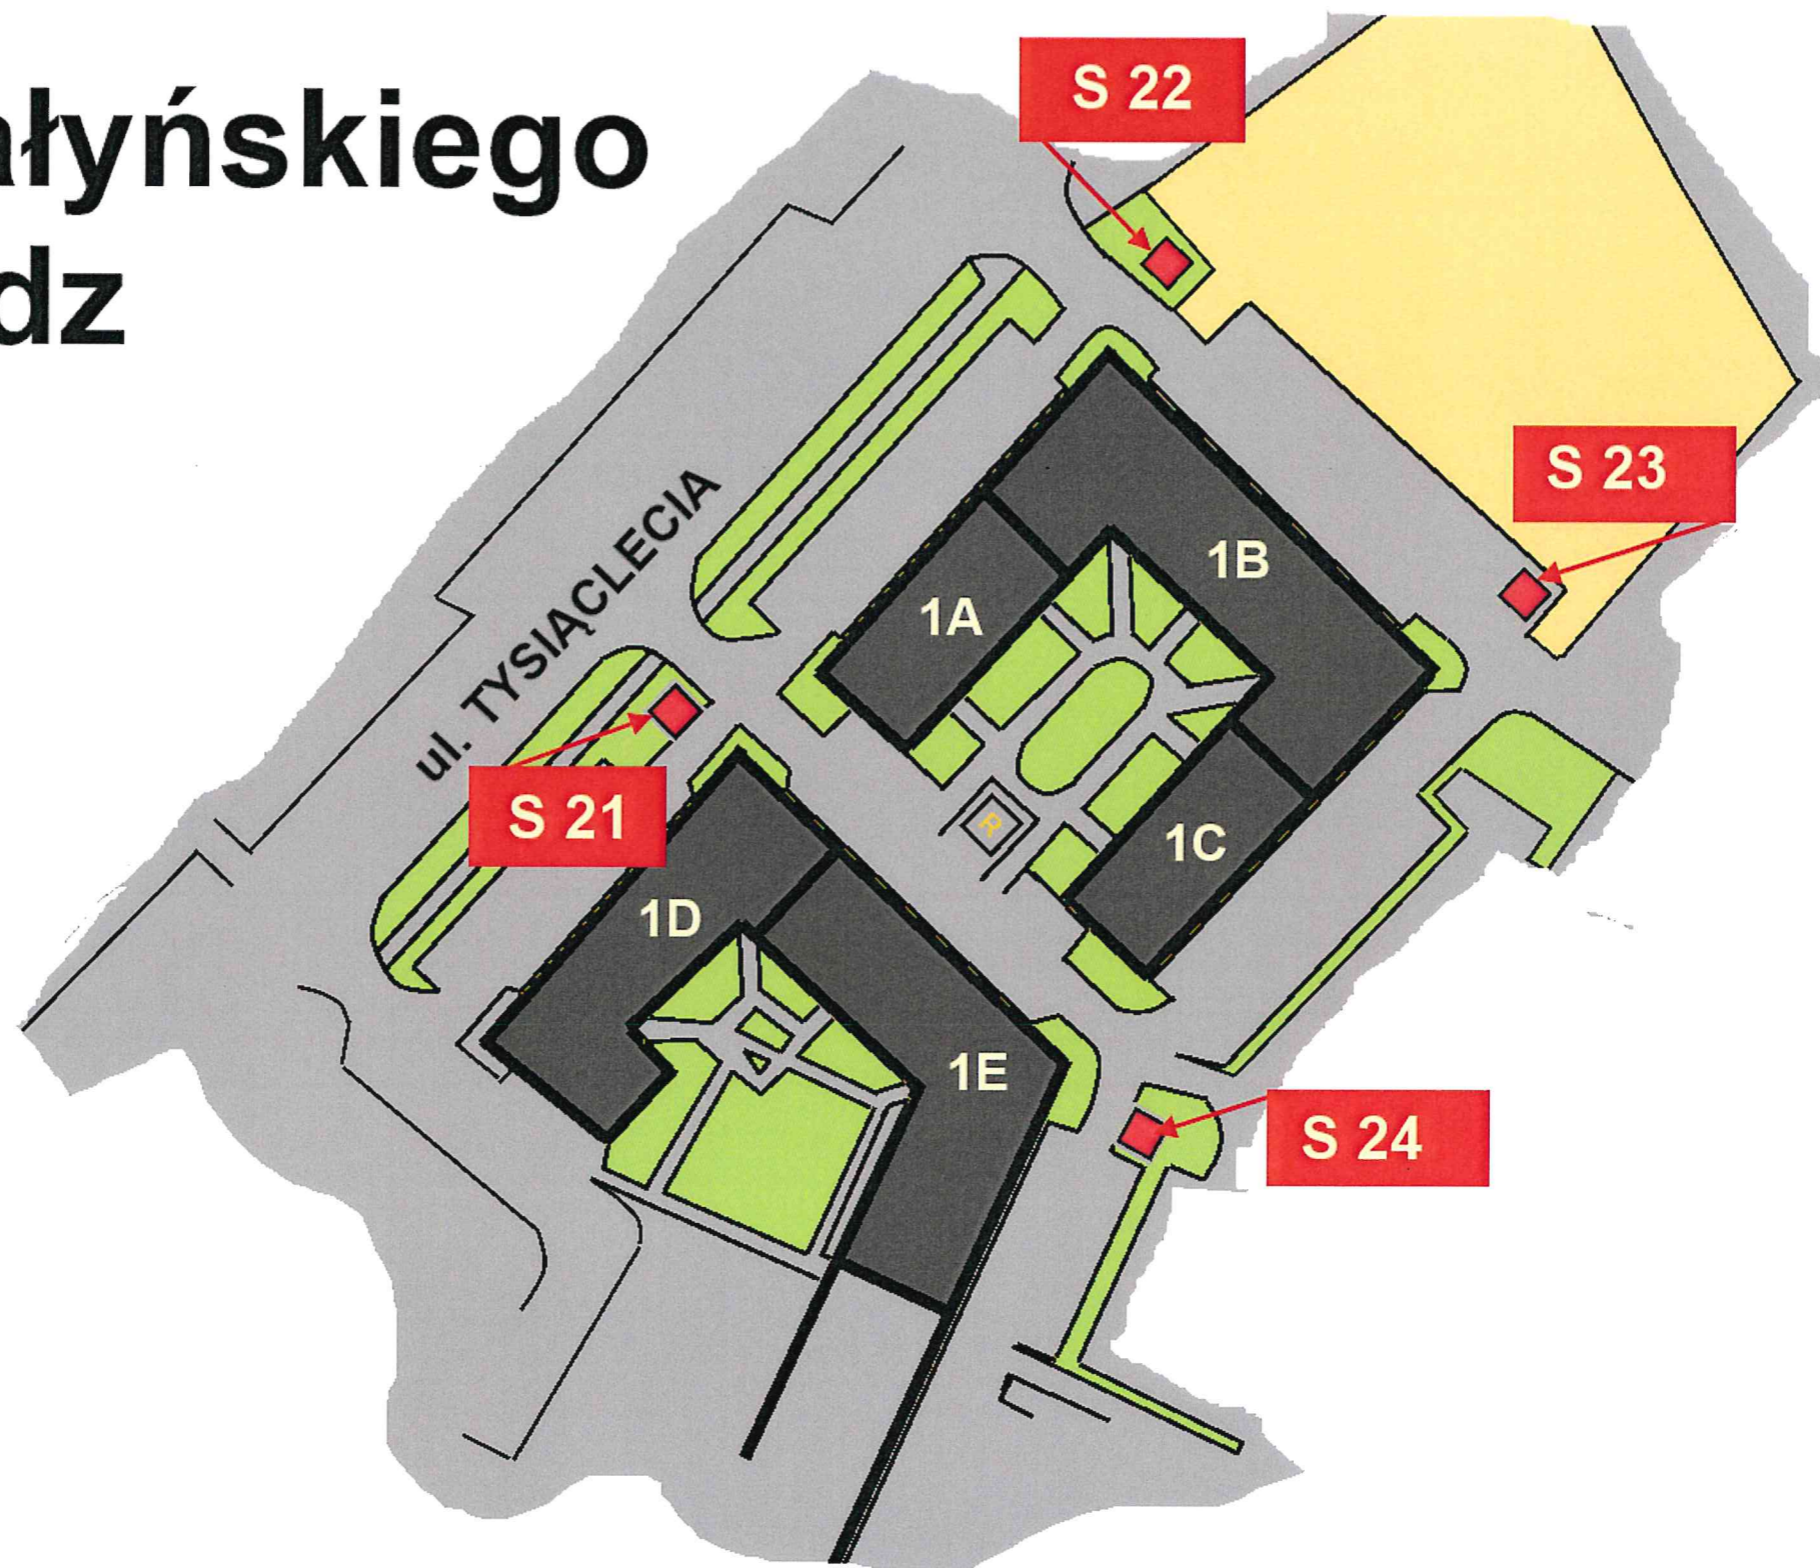 ałyńskiego
dz
S 22
S 23
ul. TYSIĄCLECIA
1B
1A
S 21
R
1C
1D
1E
S 24